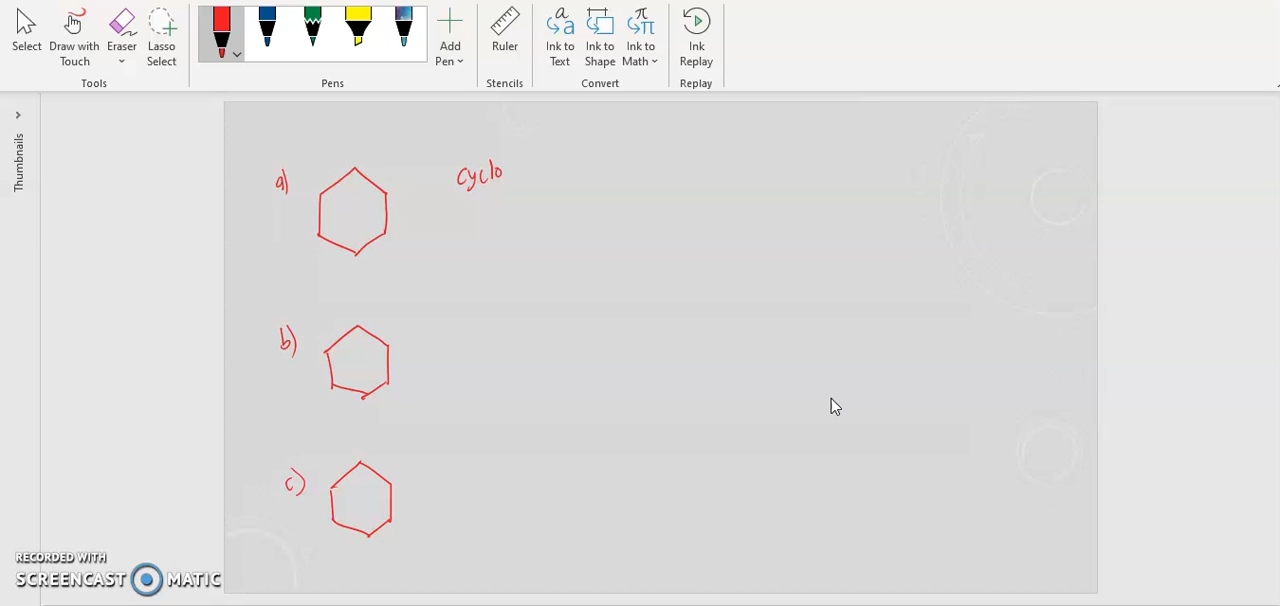 Select
Draw with Touch
Eraser
Lasso Select
Tools
Pens
Add Pen
Ruler
Stencils
Ink to Text
Ink to Shape
Ink to Math
Convert
Ink Replay
Replay
Thumbnails
a) cyclo
b)
c)
RECORDED WITH
SCREENCAST MATIC